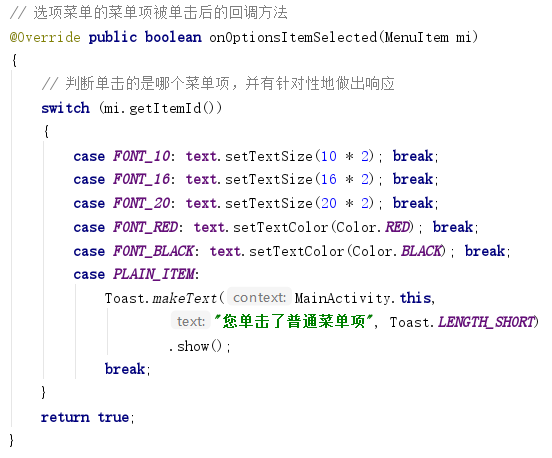 // 选项菜单的菜单项被单击后的回调方法
@Override public boolean onOptionsItemSelected(MenuItem mi)
{
// 判断单击的是哪个菜单项，并有针对性地做出响应
switch (mi.getItemId())
{
case FONT_10: text.setTextSize(10 * 2); break;
case FONT_16: text.setTextSize(16 * 2); break;
case FONT_20: text.setTextSize(20 * 2); break;
case FONT_RED: text.setTextColor(Color.RED); break;
case FONT_BLACK: text.setTextColor(Color.BLACK); break;
case PLAIN_ITEM:
Toast.makeText( context: MainActivity.this,
text: "您单击了普通菜单项", Toast.LENGTH_SHORT)
.show();
break;
}
return true;
}